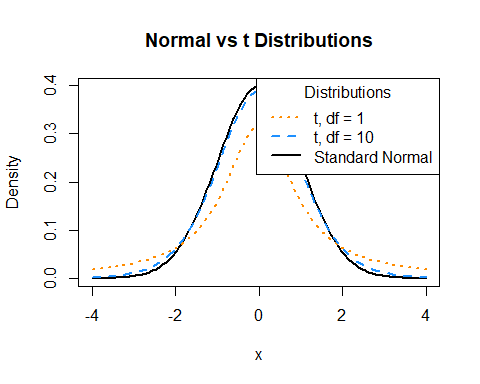 Normal vs t Distributions
Density
0.0 0.1 0.2 0.3 0.4
Distributions
t, df = 1
t, df = 10
Standard Normal
-4 -2 0 2 4
x